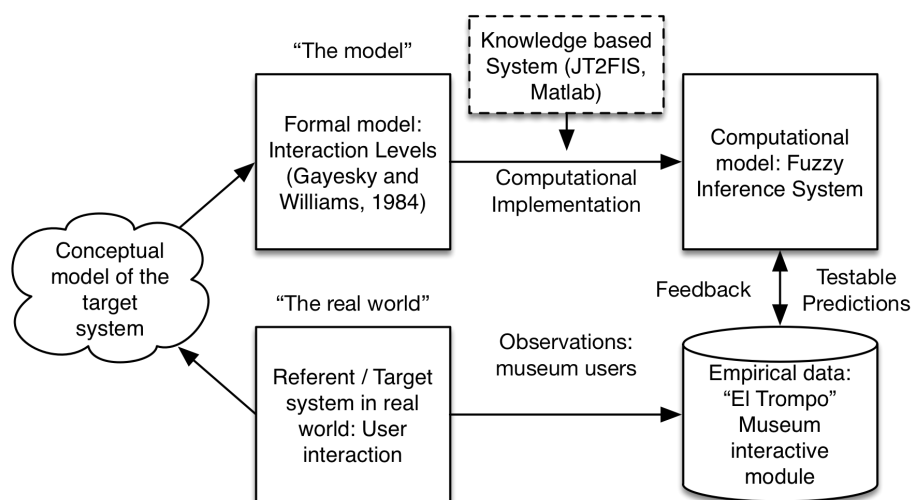 “The model”
Knowledge based
System (JT2FIS,
Matlab)
Formal model:
Interaction Levels
(Gayesky and
Williams, 1984)
Computational
Implementation
Computational
model: Fuzzy
Inference System
Conceptual
model of the
target
system
Feedback
Testable
Predictions
“The real world”
Referent / Target
system in real
world: User
interaction
Observations:
museum users
Empirical data:
“El Trompo”
Museum
interactive
module